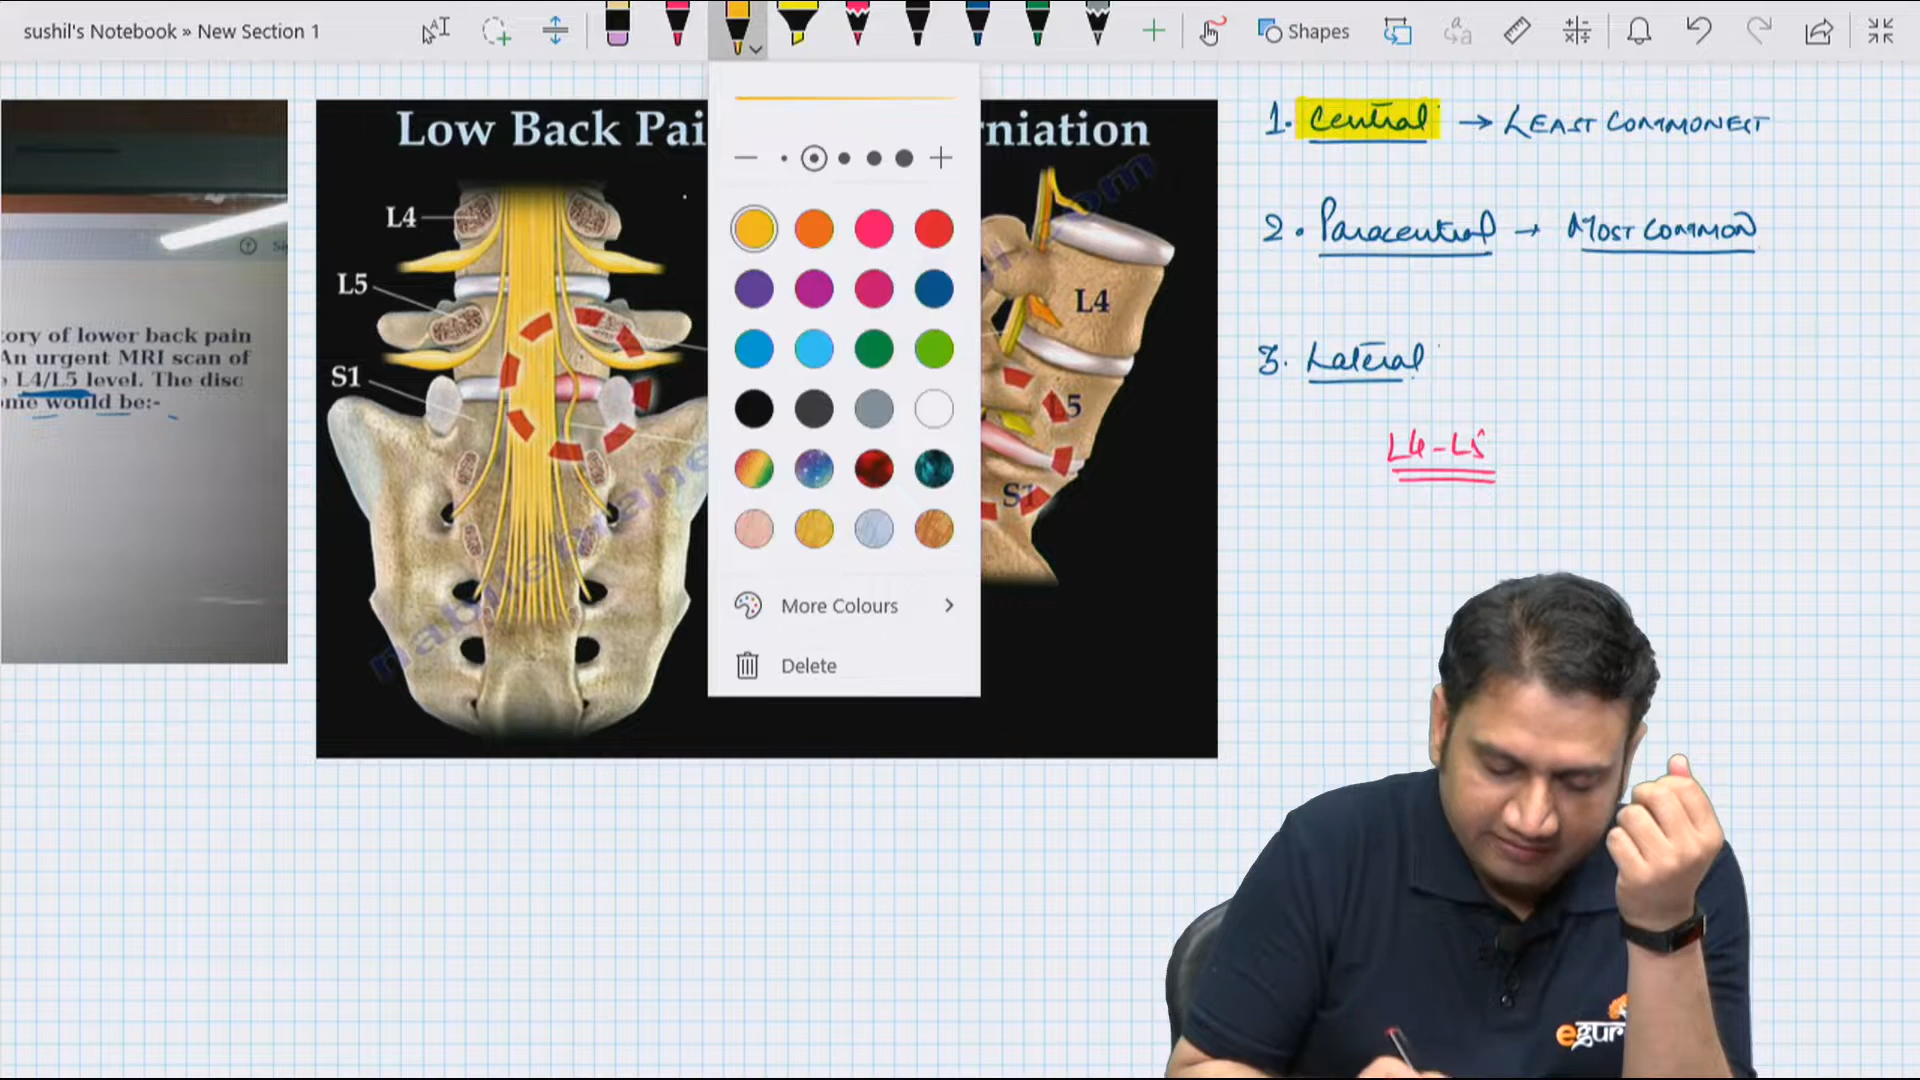 sushil's Notebook » New Section 1
Shapes
Low Back Pai
rniation
L4
L5
S1
L4
5
S1
ory of lower back pain
An urgent MRI scan of
L4/L5 level. The disc
ome would be:-
More Colours
Delete
1. Central → LEAST COMMONEST
2. Paracentral → MOST COMMON
3. Lateral
L4-L5
egur